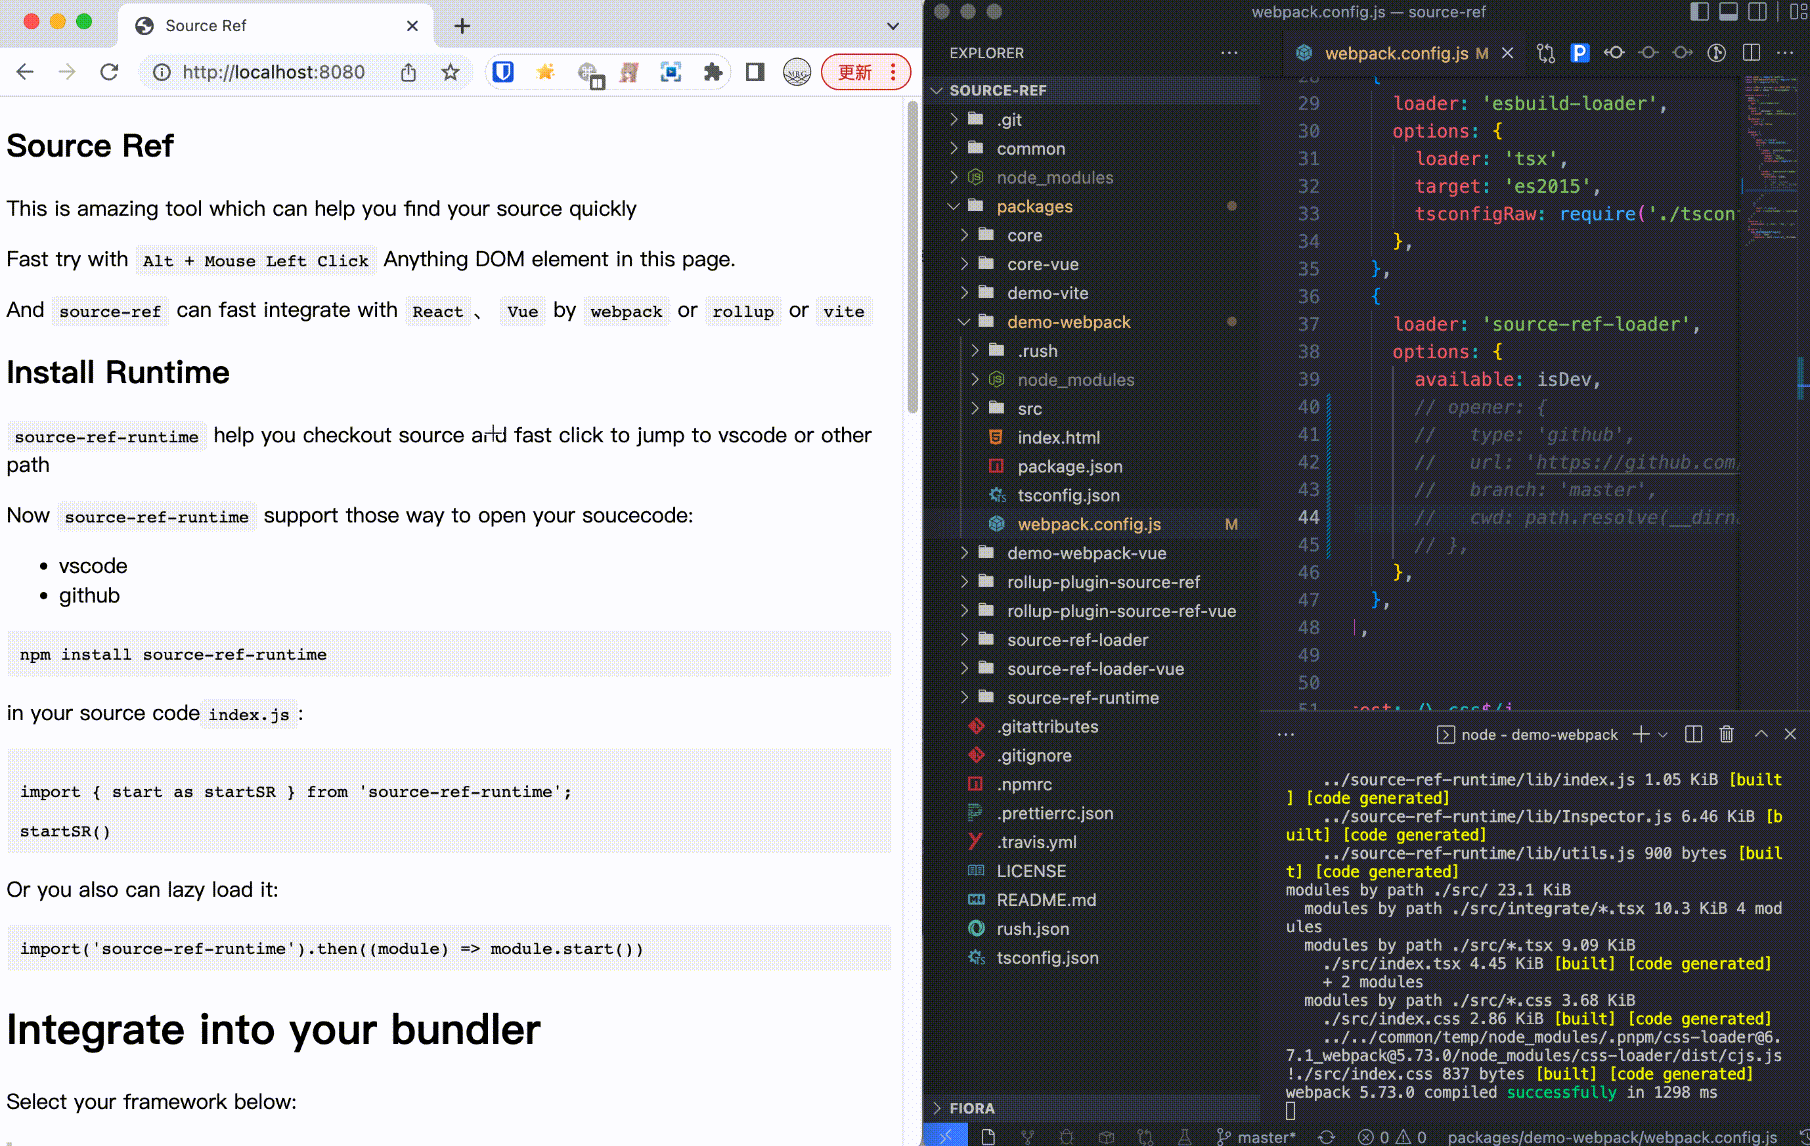 Source Ref
http://localhost:8080
更新
Source Ref
This is amazing tool which can help you find your source quickly
Fast try with Alt + Mouse Left Click Anything DOM element in this page.
And source-ref can fast integrate with React 、 Vue by webpack or rollup or vite
Install Runtime
source-ref-runtime help you checkout source and fast click to jump to vscode or other
path
Now source-ref-runtime support those way to open your soucecode:
• vscode
• github
npm install source-ref-runtime
in your source code index.js :
import { start as startSR } from 'source-ref-runtime';
startSR()
Or you also can lazy load it:
import('source-ref-runtime').then((module) => module.start())
Integrate into your bundler
Select your framework below:
webpack.config.js — source-ref
EXPLORER
SOURCE-REF
.git
common
node_modules
packages
core
core-vue
demo-vite
demo-webpack
.rush
node_modules
src
index.html
package.json
tsconfig.json
webpack.config.js M
demo-webpack-vue
rollup-plugin-source-ref
rollup-plugin-source-ref-vue
source-ref-loader
source-ref-loader-vue
source-ref-runtime
.gitattributes
.gitignore
.npmrc
.prettierrc.json
.travis.yml
LICENSE
README.md
rush.json
tsconfig.json
FIORA
webpack.config.js M
28 {
29 loader: 'esbuild-loader',
30 options: {
31 loader: 'tsx',
32 target: 'es2015',
33 tsconfigRaw: require('./tscon
34 },
35 },
36 {
37 loader: 'source-ref-loader',
38 options: {
39 available: isDev,
40 // opener: {
41 //   type: 'github',
42 //   url: 'https://github.com/
43 //   branch: 'master',
44 //   cwd: path.resolve(__dirn
45 // },
46 },
47 },
48 ],
49
50
51
node - demo-webpack
../source-ref-runtime/lib/index.js 1.05 KiB [built
] [code generated]
../source-ref-runtime/lib/Inspector.js 6.46 KiB [b
uilt] [code generated]
../source-ref-runtime/lib/utils.js 900 bytes [buil
t] [code generated]
modules by path ./src/ 23.1 KiB
modules by path ./src/integrate/*.tsx 10.3 KiB 4 mod
ules
modules by path ./src/*.tsx 9.09 KiB
./src/index.tsx 4.45 KiB [built] [code generated]
+ 2 modules
modules by path ./src/*.css 3.68 KiB
./src/index.css 2.86 KiB [built] [code generated]
../../common/temp/node_modules/.pnpm/css-loader@6.
7.1_webpack@5.73.0/node_modules/css-loader/dist/cjs.js
!./src/index.css 837 bytes [built] [code generated]
webpack 5.73.0 compiled successfully in 1298 ms
master* 0 0 packages/demo-webpack/webpack.config.js